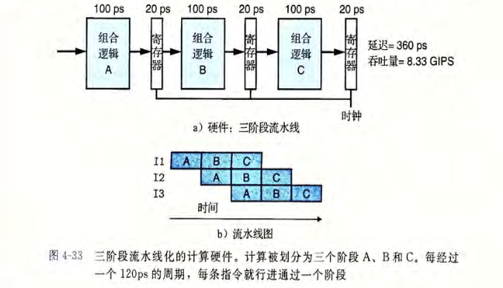 100 ps 20 ps 100 ps 20 ps 100 ps 20 ps
组合逻辑 A 寄存器 组合逻辑 B 寄存器 组合逻辑 C 寄存器
延迟=360 ps
吞吐量=8.33 GIPS
时钟
a）硬件：三阶段流水线
I1 A B C
I2 A B C
I3 A B C
时间
b）流水线图
图 4-33 三阶段流水线化的计算硬件。计算被划分为三个阶段 A、B 和 C。每经过
一个 120ps 的周期，每条指令就行进通过一个阶段